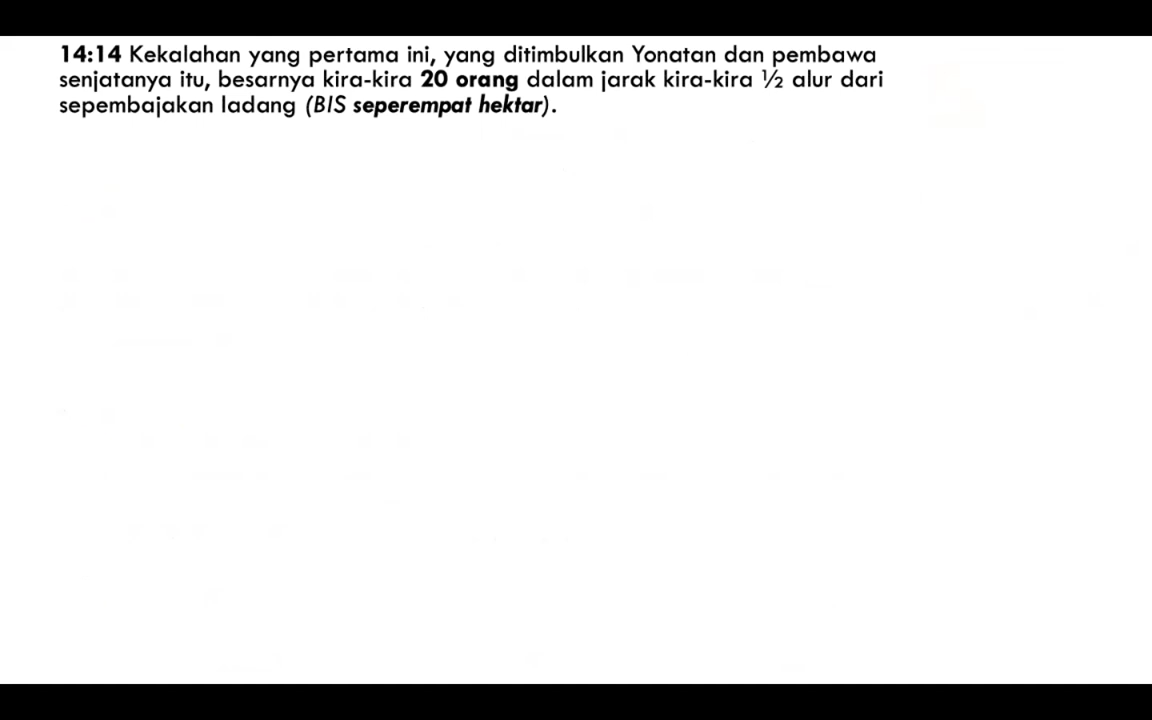 14:14 Kekalahan yang pertama ini, yang ditimbulkan Yonatan dan pembawa
senjatanya itu, besarnya kira-kira 20 orang dalam jarak kira-kira ½ alur dari
sepembajakan ladang (BIS seperempat hektar).